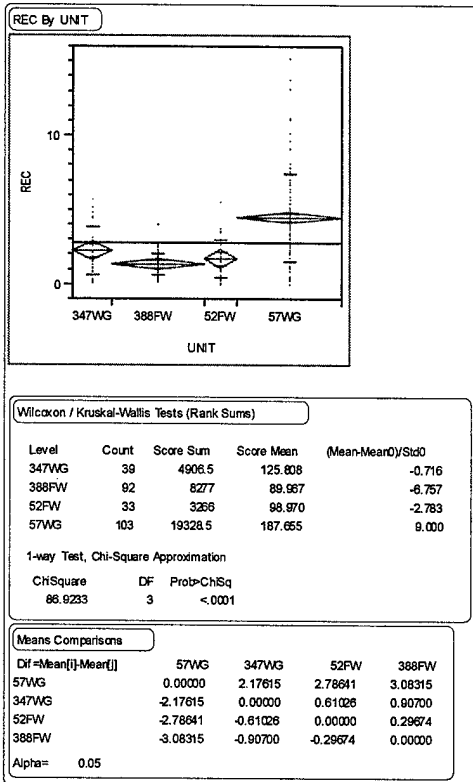 REC By UNIT
10
REC
0
347WG 388FW 52FW 57WG
UNIT
Wilcoxon / Kruskal-Wallis Tests (Rank Sums)
Level Count Score Sum Score Mean (Mean-Mean0)/Std0
347WG 39 4906.5 125.808 -0.716
388FW 92 8277 89.967 -6.757
52FW 33 3266 98.970 -2.783
57WG 103 19328.5 187.655 9.000
1-way Test, Chi-Square Approximation
ChiSquare DF Prob>ChiSq
86.9233 3 <.0001
Means Comparisons
Dif=Mean[i]-Mean[j] 57WG 347WG 52FW 388FW
57WG 0.00000 2.17615 2.78641 3.08315
347WG -2.17615 0.00000 0.61026 0.90700
52FW -2.78641 -0.61026 0.00000 0.29674
388FW -3.08315 -0.90700 -0.29674 0.00000
Alpha= 0.05